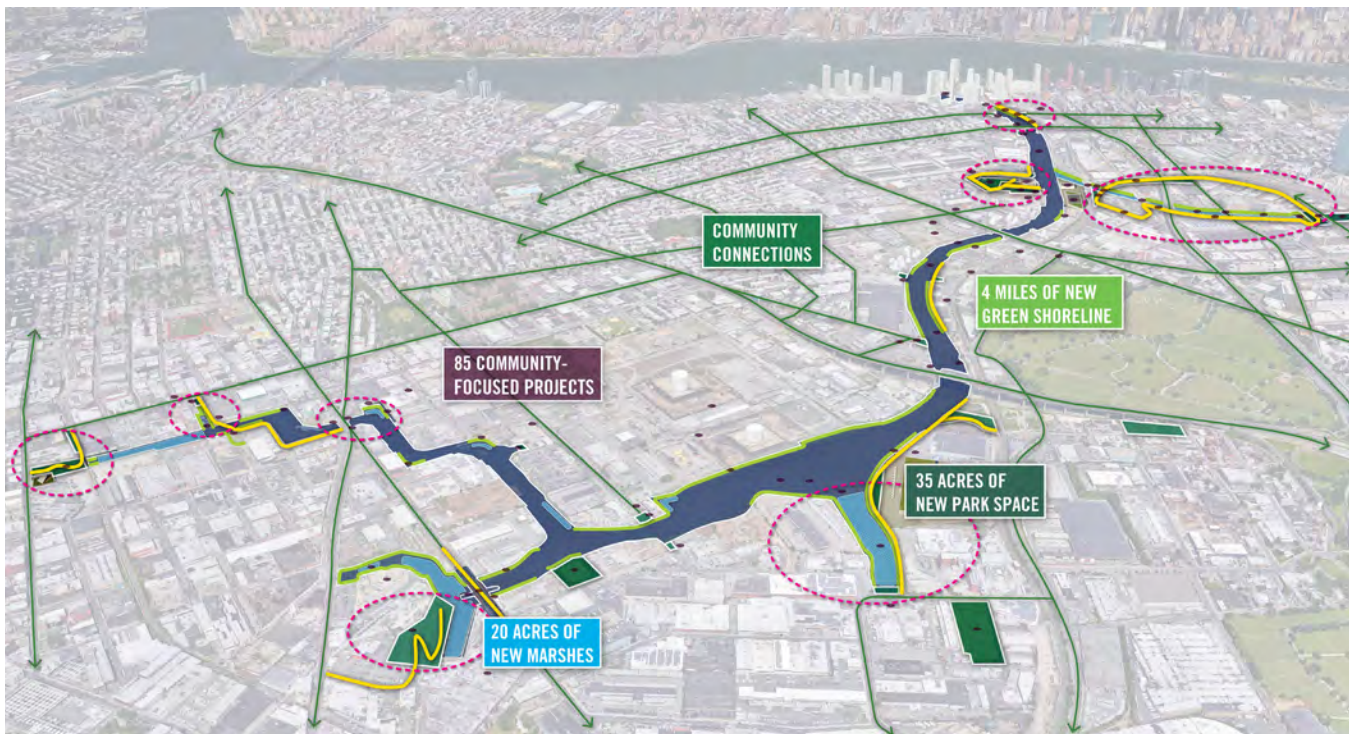 COMMUNITY
CONNECTIONS
4 MILES OF NEW
GREEN SHORELINE
85 COMMUNITY-
FOCUSED PROJECTS
35 ACRES OF
NEW PARK SPACE
20 ACRES OF
NEW MARSHES